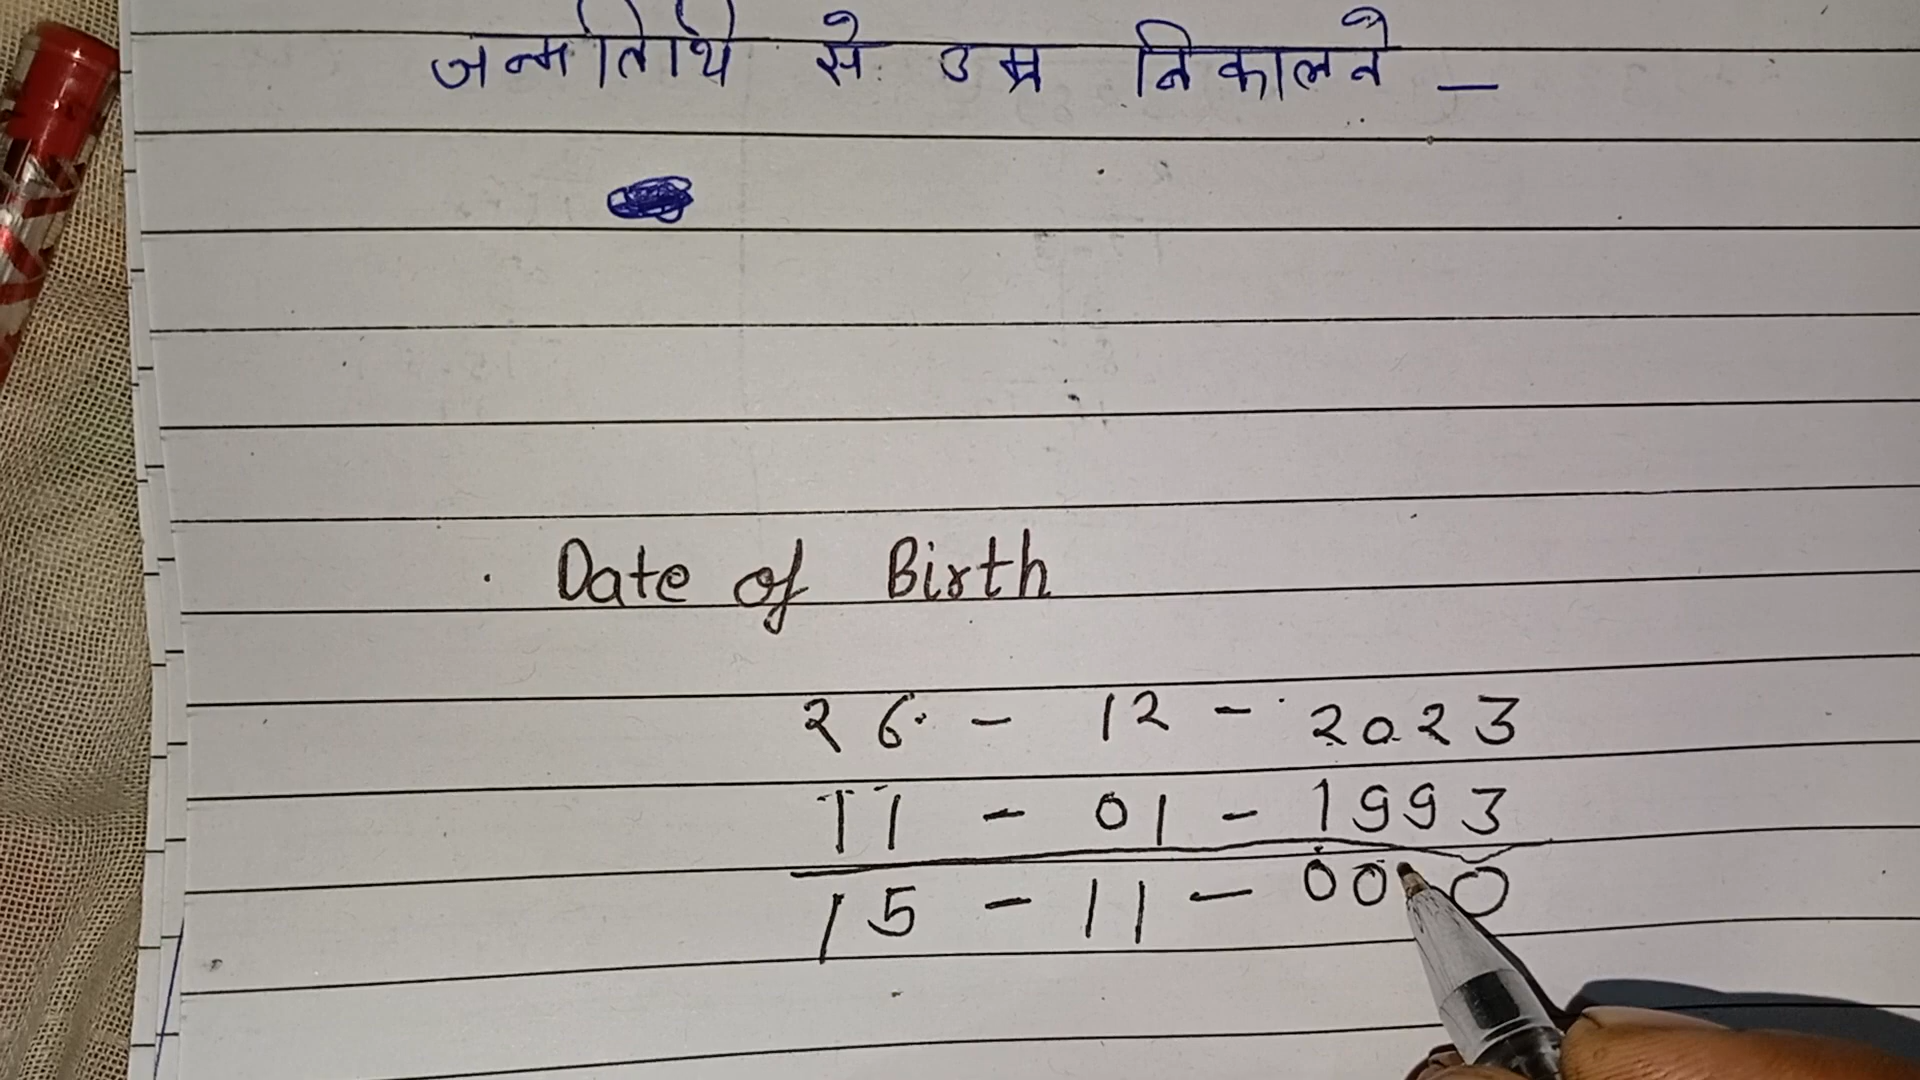 जन्मतिथि से उम्र निकालने –
Date of Birth
26 - 12 - 2023
11 - 01 - 1993
15 - 11 - 00